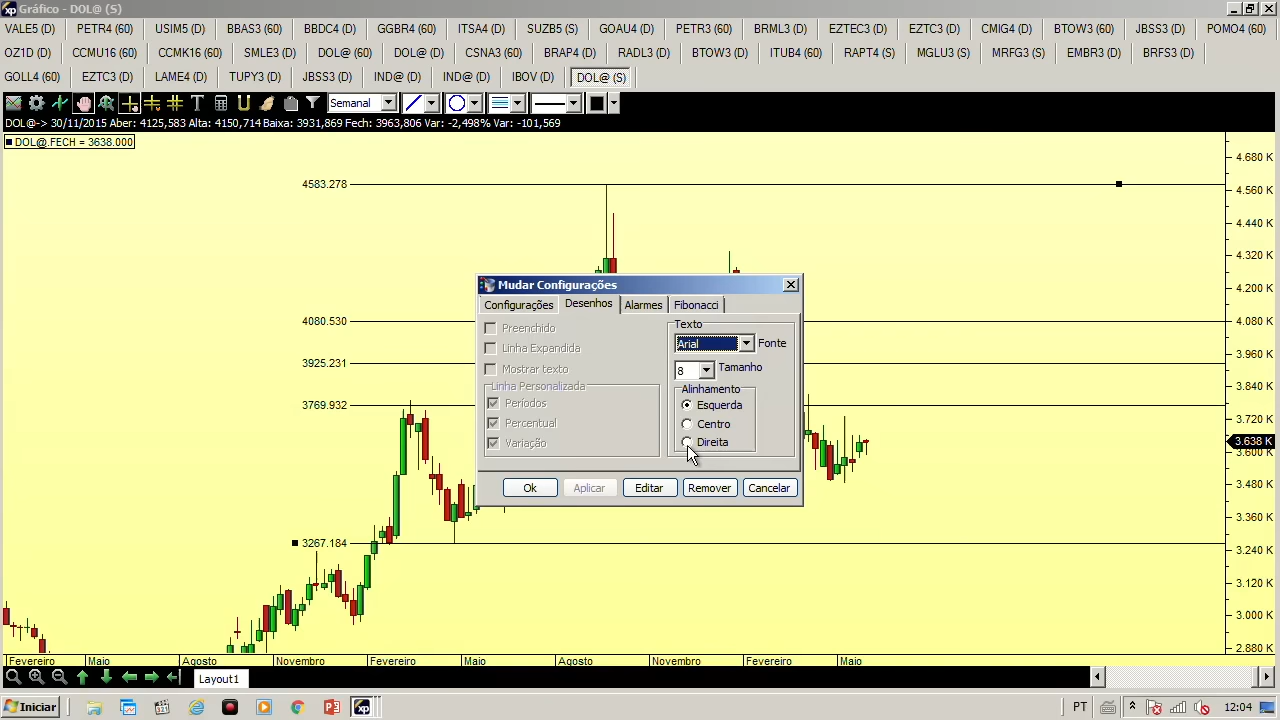 Gráfico - DOL@ (S)
VALE5 (D) PETR4 (60) USIM5 (D) BBAS3 (60) BBDC4 (D) GGBR4 (60) ITSA4 (D) SUZB5 (S) GOAU4 (D) PETR3 (60) BRML3 (D) EZTEC3 (D) EZTC3 (D) CMIG4 (D) BTOW3 (60) JBSS3 (D) POMO4 (60)
OZ1D (D) CCMU16 (60) CCMK16 (60) SMLE3 (D) DOL@ (60) DOL@ (D) CSNA3 (60) BRAP4 (D) RADL3 (D) BTOW3 (D) ITUB4 (60) RAPT4 (S) MGLU3 (S) MRFG3 (S) EMBR3 (D) BRFS3 (D)
GOLL4 (60) EZTC3 (D) LAME4 (D) TUPY3 (D) JBSS3 (D) IND@ (D) IND@ (D) IBOV (D) DOL@ (S)
Semanal
DOL@-> 30/11/2015 Aber: 4125,583 Alta: 4150,714 Baixa: 3931,869 Fech: 3963,806 Var: -2,498% Var: -101,569
DOL@.FECH = 3638.000
4.680 K
4583.278
4.560 K
4.440 K
4.320 K
4.200 K
4080.530
4.080 K
3925.231
3.960 K
3.840 K
3769.932
3.720 K
3.638 K
3.600 K
3.480 K
3.360 K
3267.184
3.240 K
3.120 K
3.000 K
2.880 K
Mudar Configurações
Configurações Desenhos Alarmes Fibonacci
Preenchido
Linha Expandida
Mostrar texto
Linha Personalizada
Períodos
Percentual
Variação
Texto
Arial Fonte
8 Tamanho
Alinhamento
Esquerda
Centro
Direita
Ok Aplicar Editar Remover Cancelar
Fevereiro Maio Agosto Novembro Fevereiro Maio Agosto Novembro Fevereiro Maio
Layout1
Iniciar
321
xp
PT
12:04